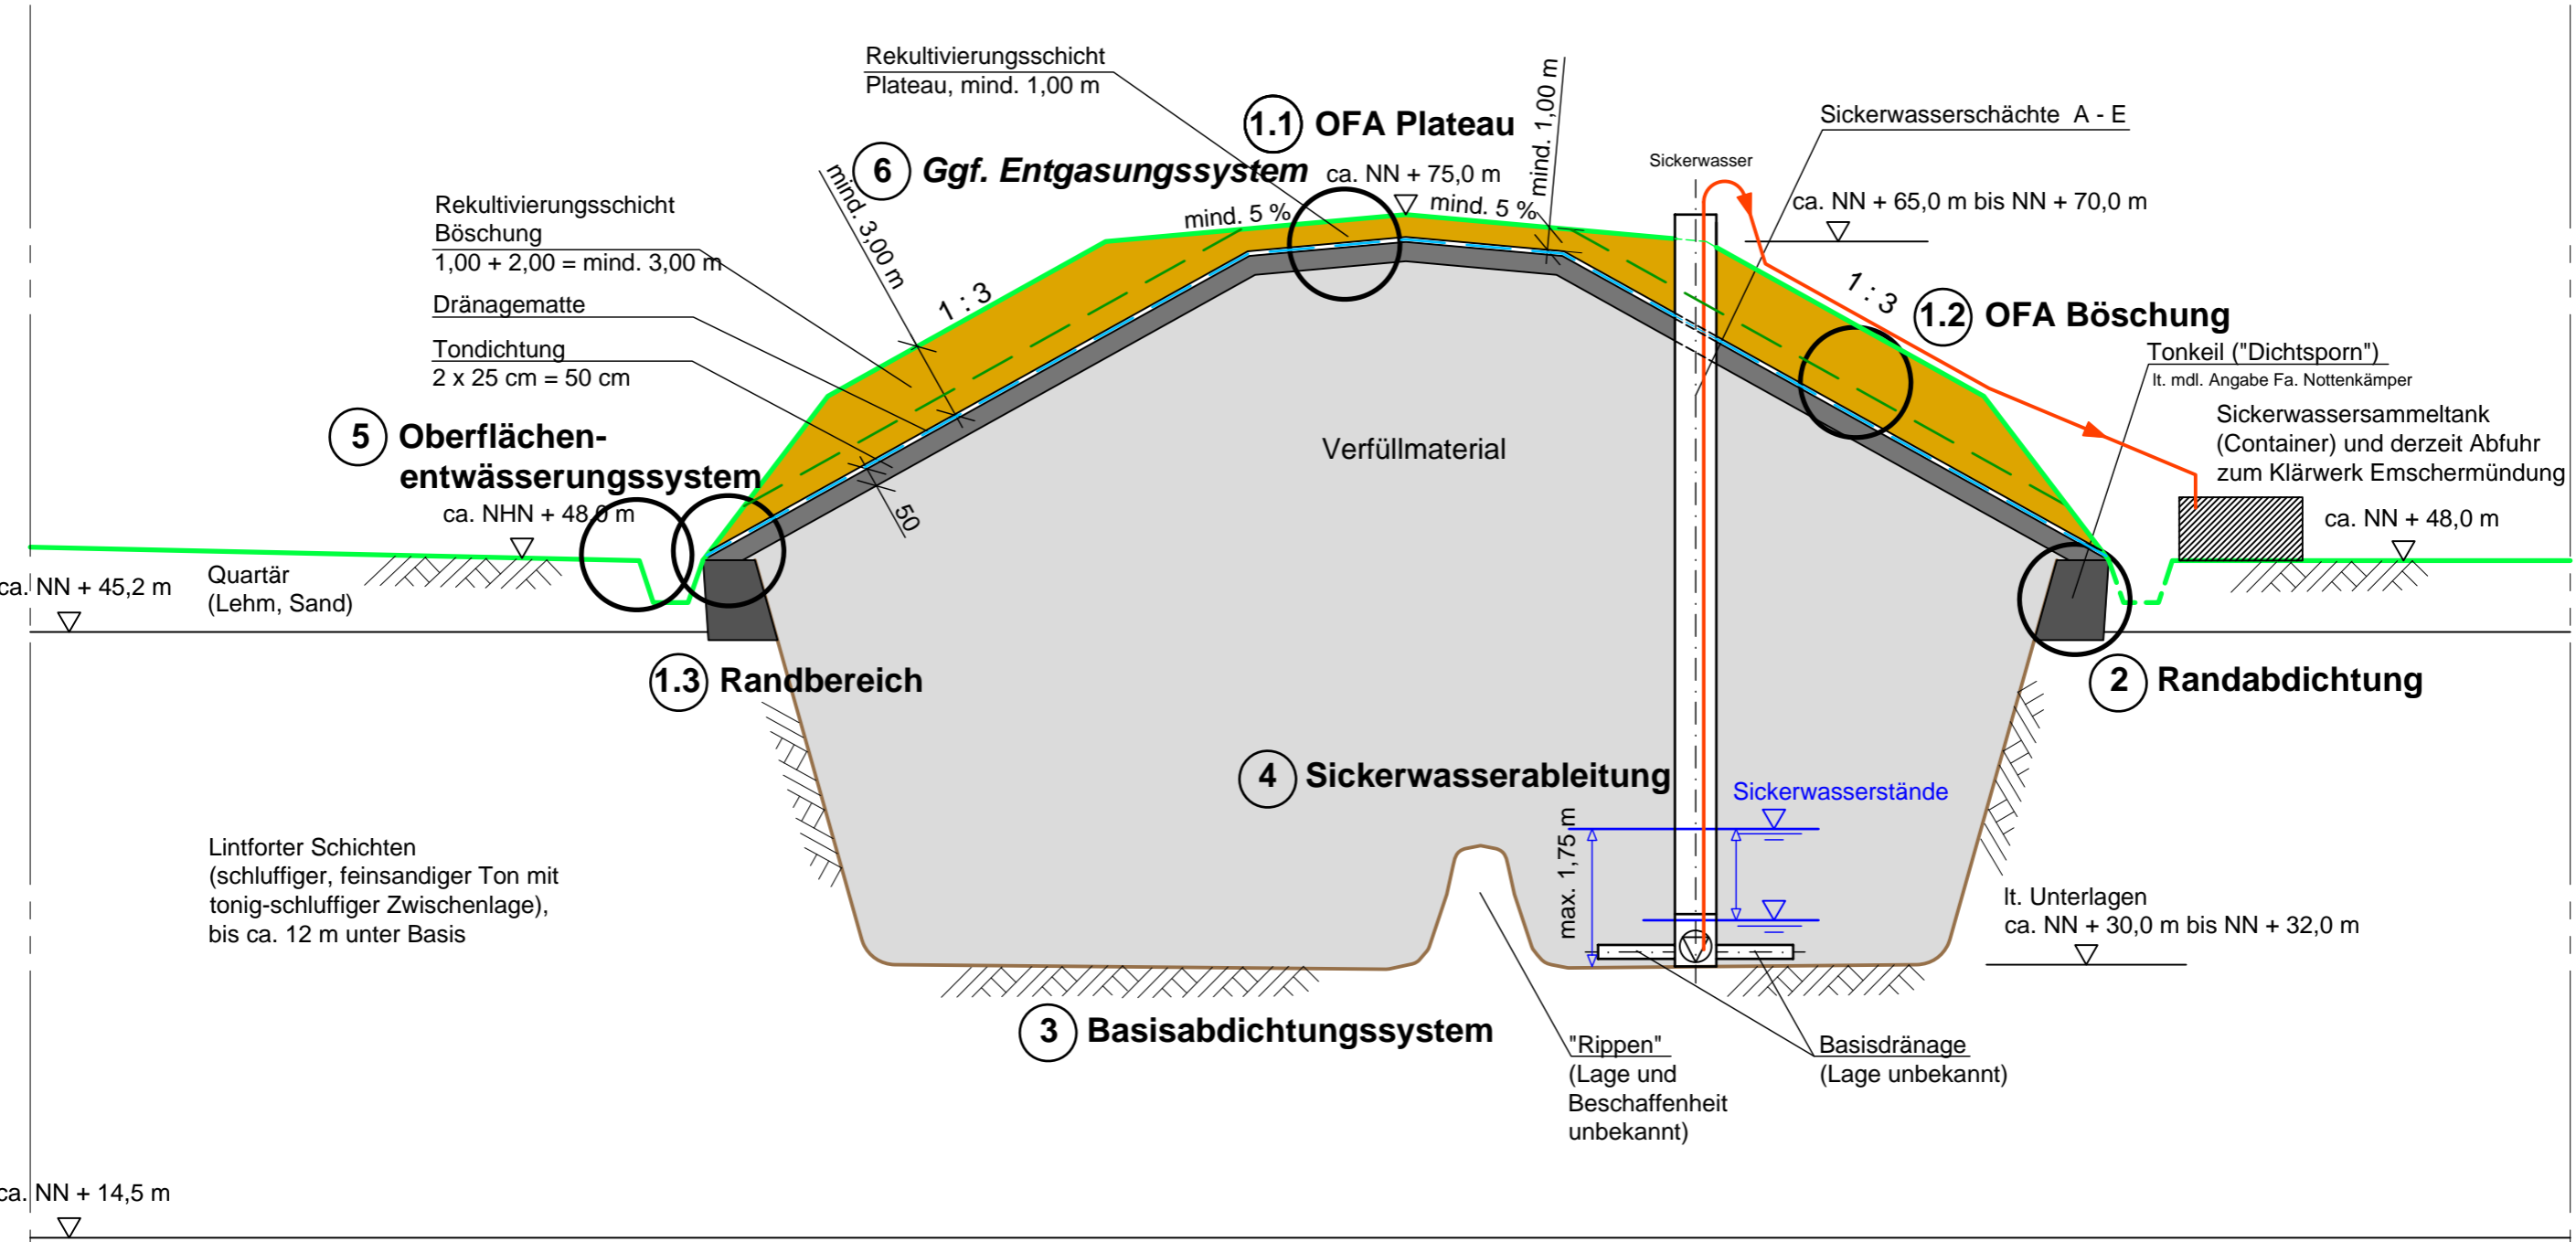 Rekultivierungsschicht
Plateau, mind. 1,00 m
1.1 OFA Plateau
mind. 1,00 m
Sickerwasserschächte A - E
6 Ggf. Entgasungssystem
ca. NN + 75,0 m
Sickerwasser
mind. 5 %
mind. 5 %
ca. NN + 65,0 m bis NN + 70,0 m
Rekultivierungsschicht
Böschung
1,00 + 2,00 = mind. 3,00 m
mind. 3,00 m
1 : 3
1 : 3
1.2 OFA Böschung
Dränagematte
Tondichtung
2 x 25 cm = 50 cm
Tonkeil ("Dichtsporn")
lt. mdl. Angabe Fa. Nottenkämper
Sickerwassersammeltank
(Container) und derzeit Abfuhr
zum Klärwerk Emschermündung
5 Oberflächen-
entwässerungssystem
ca. NHN + 48,0 m
50
Verfüllmaterial
ca. NN + 48,0 m
ca. NN + 45,2 m
Quartär
(Lehm, Sand)
1.3 Randbereich
2 Randabdichtung
4 Sickerwasserableitung
Sickerwasserstände
max. 1,75 m
Lintforter Schichten
(schluffiger, feinsandiger Ton mit
tonig-schluffiger Zwischenlage),
bis ca. 12 m unter Basis
lt. Unterlagen
ca. NN + 30,0 m bis NN + 32,0 m
3 Basisabdichtungssystem
"Rippen"
(Lage und
Beschaffenheit
unbekannt)
Basisdränage
(Lage unbekannt)
ca. NN + 14,5 m